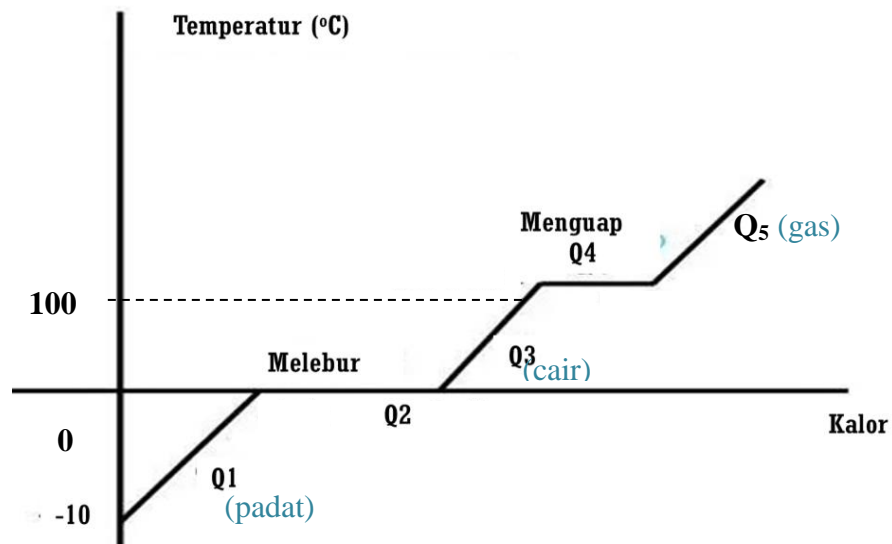 Temperatur (°C)
Menguap
Q4
Q₅ (gas)
100
Q3
(cair)
Melebur
Q2
Kalor
0
Q1
(padat)
-10